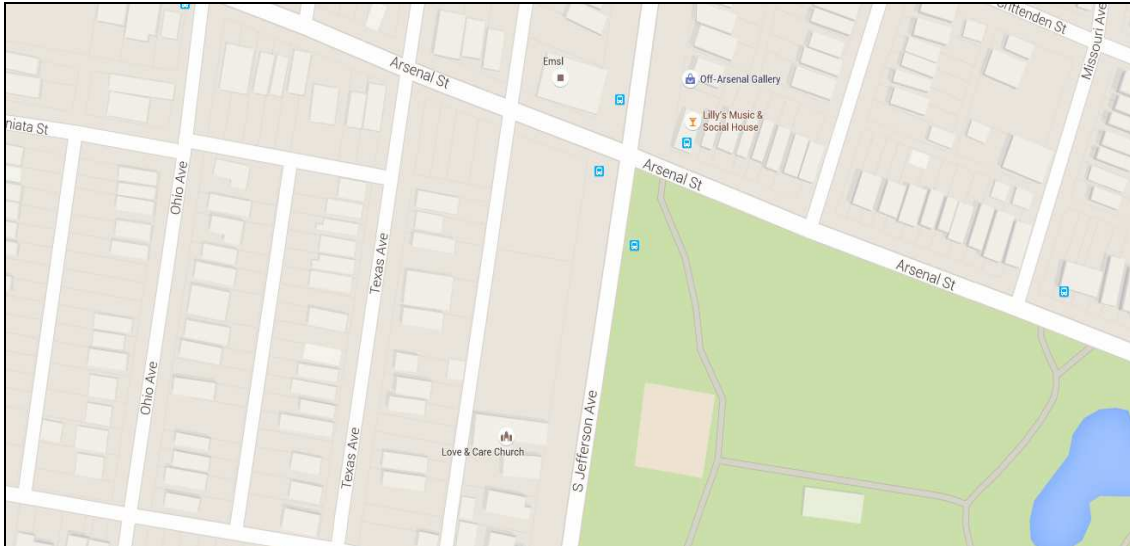 rittenden St
Missouri Ave
Arsenal St
Emsl
Off-Arsenal Gallery
Lilly's Music &
Social House
niata St
Arsenal St
Ohio Ave
Texas Ave
Arsenal St
Ohio Ave
S Jefferson Ave
Love & Care Church
Texas Ave